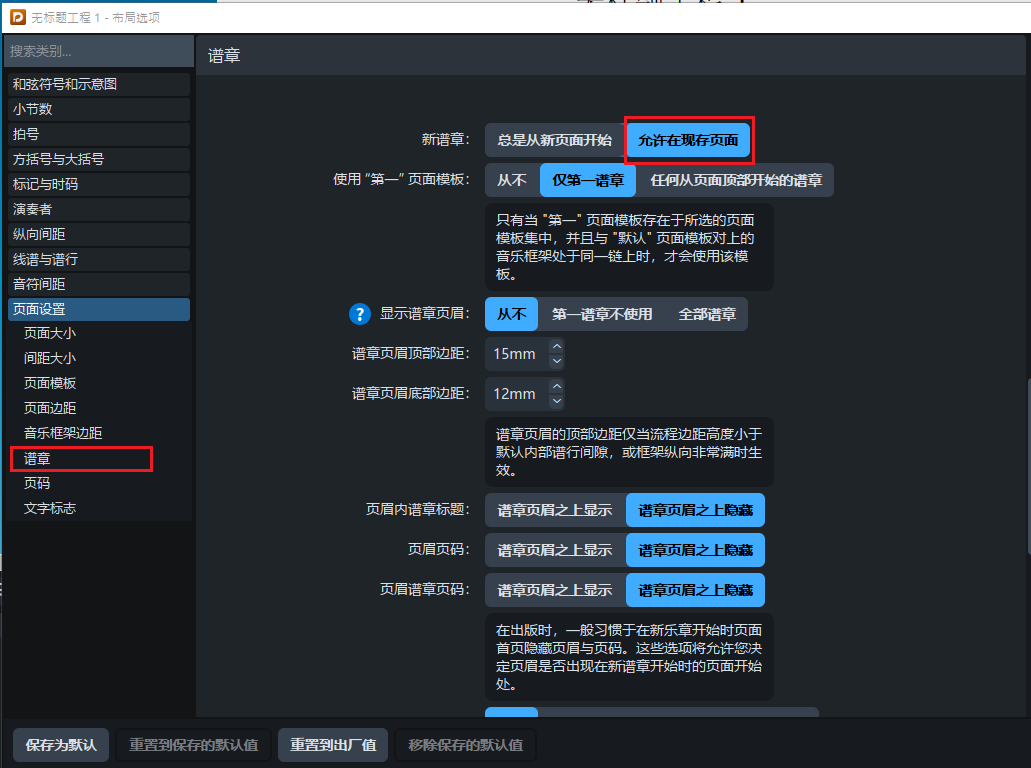 无标题工程 1 - 布局选项
搜索类别...
谱章
和弦符号和示意图
小节数
拍号
方括号与大括号
标记与时码
演奏者
纵向间距
线谱与谱行
音符间距
页面设置
页面大小
间距大小
页面模板
页面边距
音乐框架边距
谱章
页码
文字标志
新谱章： 总是从新页面开始 允许在现存页面
使用 “第一” 页面模板： 从不 仅第一谱章 任何从页面顶部开始的谱章
只有当 "第一" 页面模板存在于所选的页面
模板集中，并且与 "默认" 页面模板对上的
音乐框架处于同一链上时，才会使用该模
板。
? 显示谱章页眉： 从不 第一谱章不使用 全部谱章
谱章页眉顶部边距： 15mm
谱章页眉底部边距： 12mm
谱章页眉的顶部边距仅当流程边距高度小于
默认内部谱行间隙，或框架纵向非常满时生
效。
页眉内谱章标题： 谱章页眉之上显示 谱章页眉之上隐藏
页眉页码： 谱章页眉之上显示 谱章页眉之上隐藏
页眉谱章页码： 谱章页眉之上显示 谱章页眉之上隐藏
在出版时，一般习惯于在新乐章开始时页面
首页隐藏页眉与页码。这些选项将允许您决
定页眉是否出现在新谱章开始时的页面开始
处。
保存为默认 重置到保存的默认值 重置到出厂值 移除保存的默认值